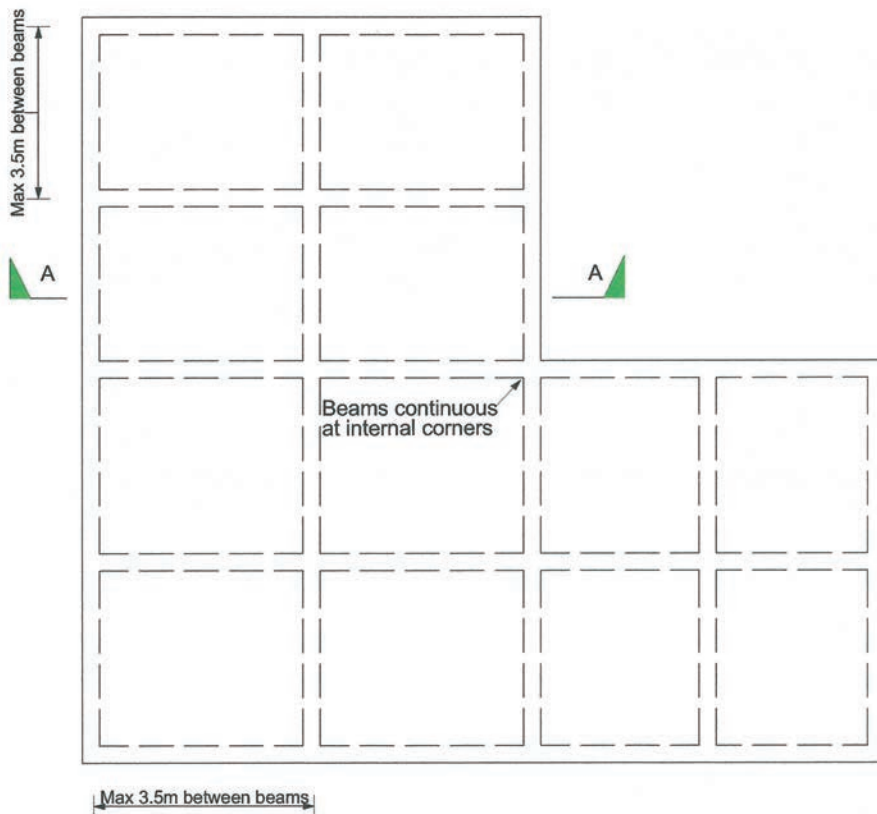 Max 3.5m between beams
A
A
Beams continuous
at internal corners
Max 3.5m between beams